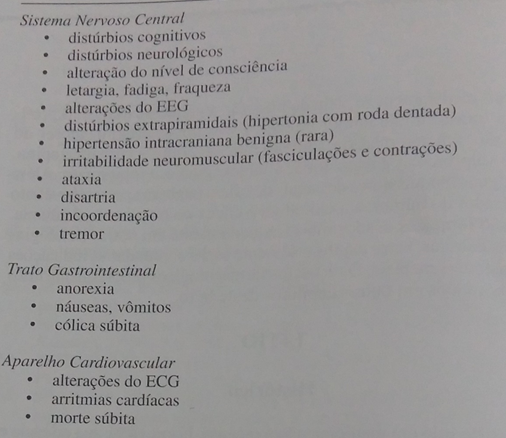 Sistema Nervoso Central
• distúrbios cognitivos
• distúrbios neurológicos
• alteração do nível de consciência
• letargia, fadiga, fraqueza
• alterações do EEG
• distúrbios extrapiramidais (hipertonia com roda dentada)
• hipertensão intracraniana benigna (rara)
• irritabilidade neuromuscular (fasciculações e contrações)
• ataxia
• disartria
• incoordenação
• tremor
Trato Gastrointestinal
• anorexia
• náuseas, vômitos
• cólica súbita
Aparelho Cardiovascular
• alterações do ECG
• arritmias cardíacas
• morte súbita